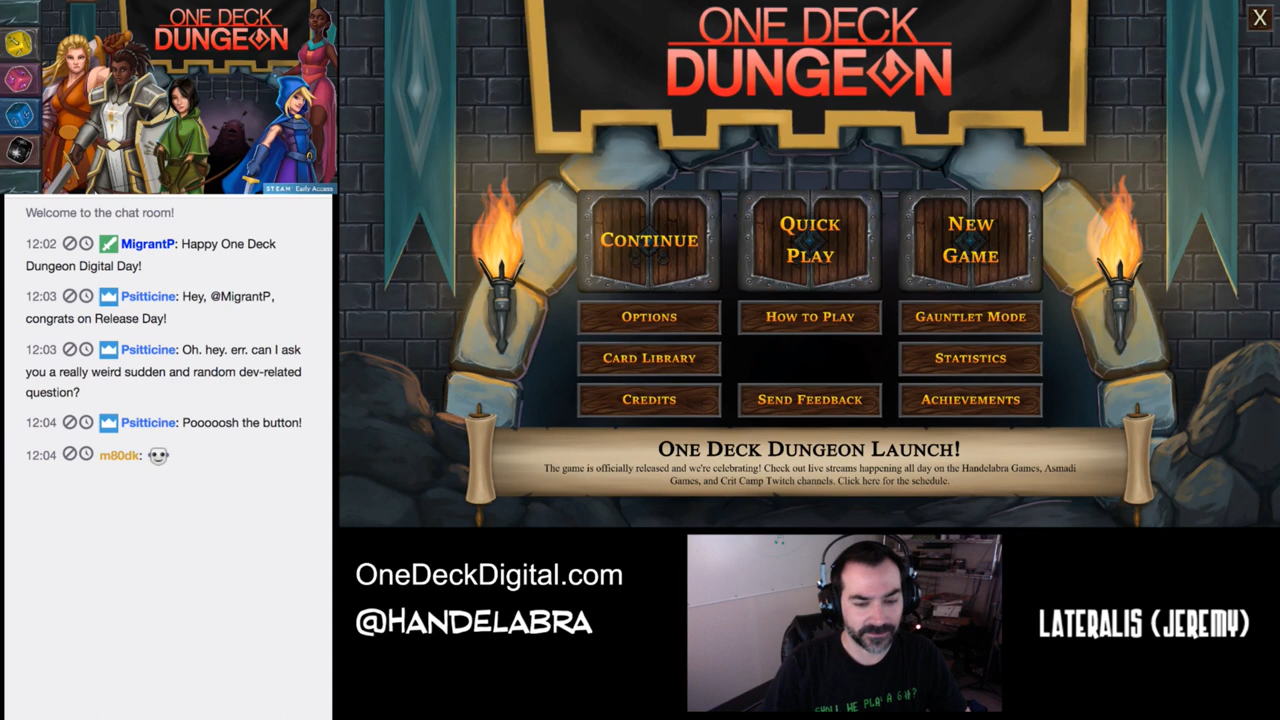 ONE DECK
DUNGEON
STEAM Early Access
Welcome to the chat room!
12:02 MigrantP: Happy One Deck
Dungeon Digital Day!
12:03 Psitticine: Hey, @MigrantP,
congrats on Release Day!
12:03 Psitticine: Oh. hey. err. can I ask
you a really weird sudden and random dev-related
question?
12:04 Psitticine: Pooooosh the button!
12:04 m80dk:
ONE DECK
DUNGEON
X
CONTINUE
QUICK
PLAY
NEW
GAME
OPTIONS
HOW TO PLAY
GAUNTLET MODE
CARD LIBRARY
STATISTICS
CREDITS
SEND FEEDBACK
ACHIEVEMENTS
ONE DECK DUNGEON LAUNCH!
The game is officially released and we're celebrating! Check out live streams happening all day on the Handelabra Games, Asmadi
Games, and Crit Camp Twitch channels. Click here for the schedule.
OneDeckDigital.com
@HANDELABRA
LATERALIS (JEREMY)
SHALL WE PLAY A